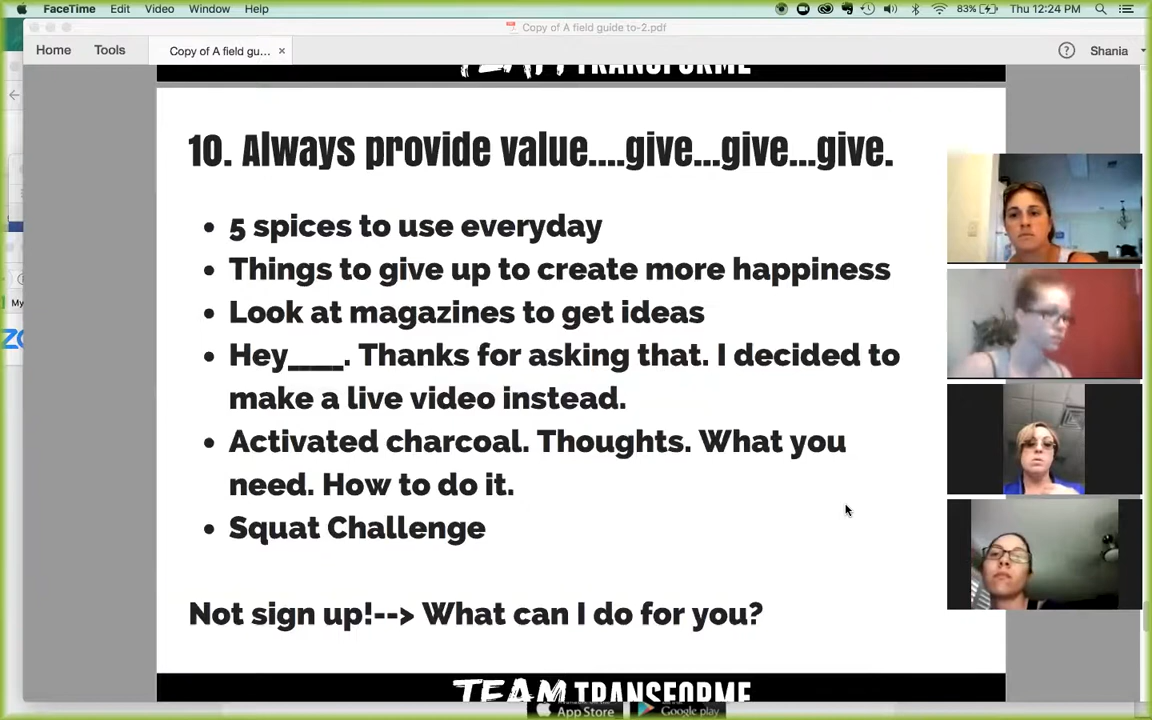 FaceTime Edit Video Window Help 83% Thu 12:24 PM
Copy of A field guide to-2.pdf
Home Tools Copy of A field gu... × Shania
TEAM TRANSFORME
10. Always provide value....give...give...give.
• 5 spices to use everyday
• Things to give up to create more happiness
• Look at magazines to get ideas
• Hey____. Thanks for asking that. I decided to
make a live video instead.
• Activated charcoal. Thoughts. What you
need. How to do it.
• Squat Challenge
Not sign up!--> What can I do for you?
TEAM TRANSFORME
App Store Google play
My